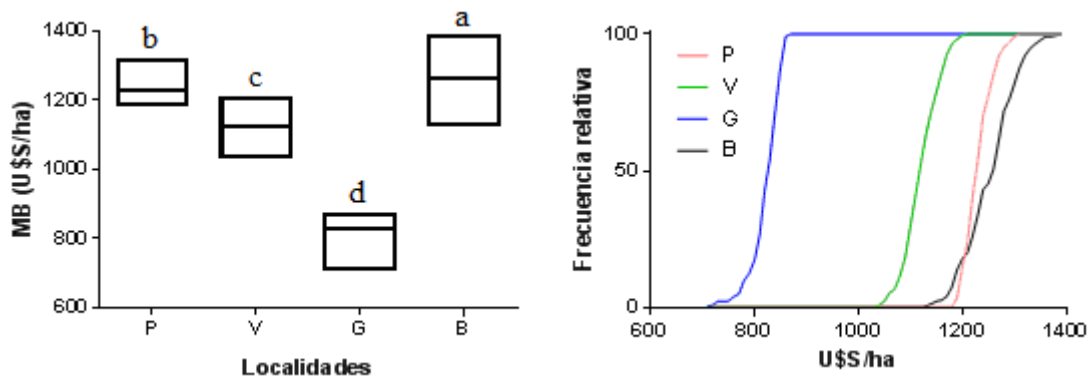 1400
1200
1000
800
600
MB (U$S/ha)
b
c
d
a
P V G B
Localidades
100
50
0
Frecuencia relativa
P
V
G
B
600 800 1000 1200 1400
U$S/ha